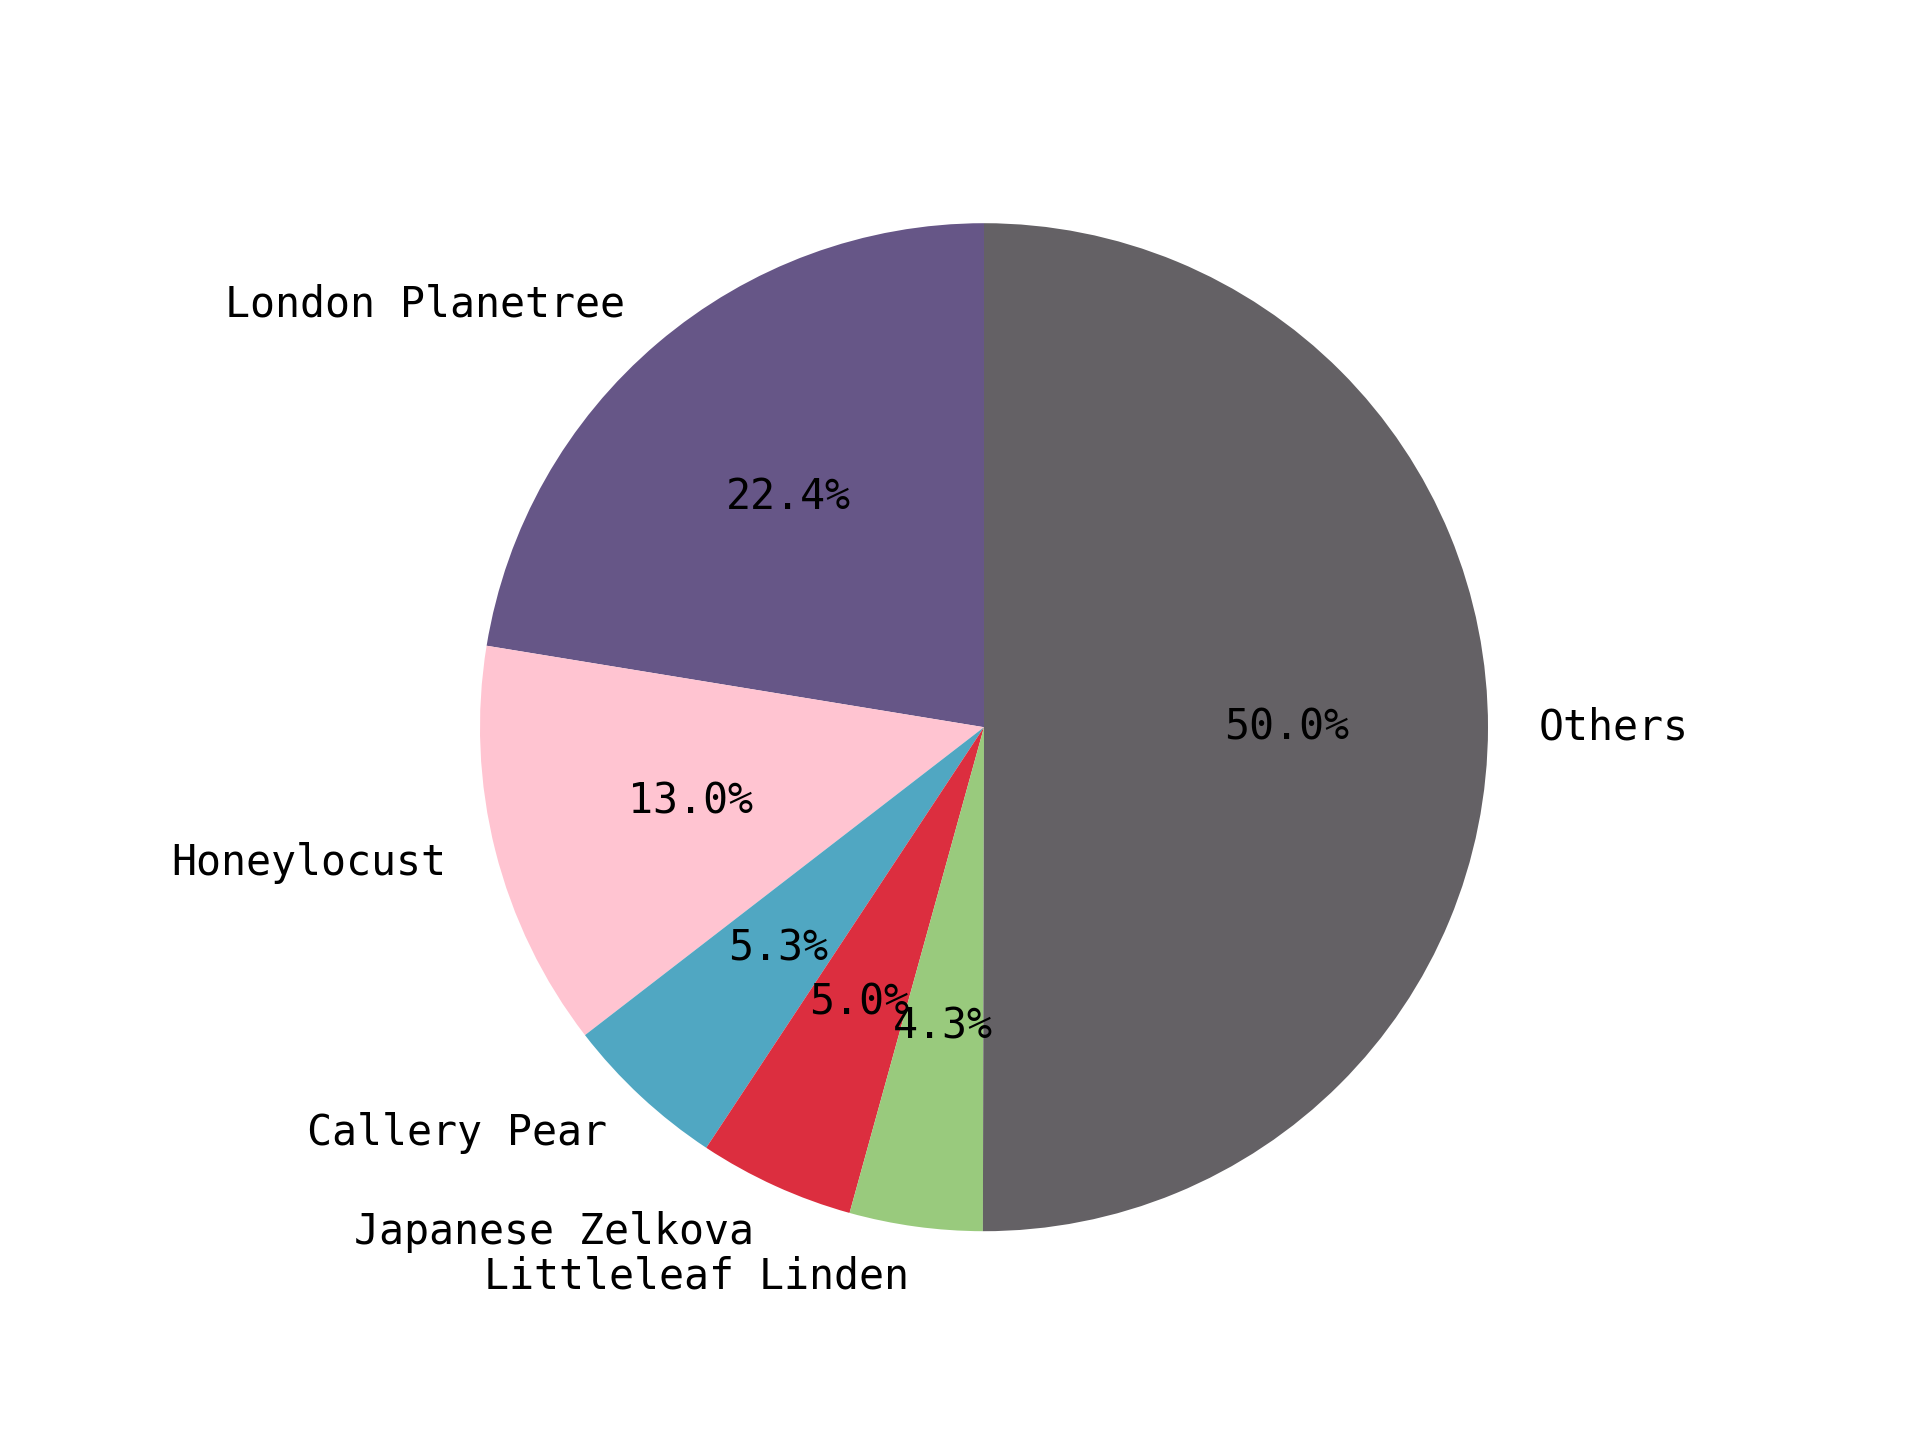 London Planetree
22.4%
50.0%
Others
13.0%
Honeylocust
5.3%
5.0%
4.3%
Callery Pear
Japanese Zelkova
Littleleaf Linden